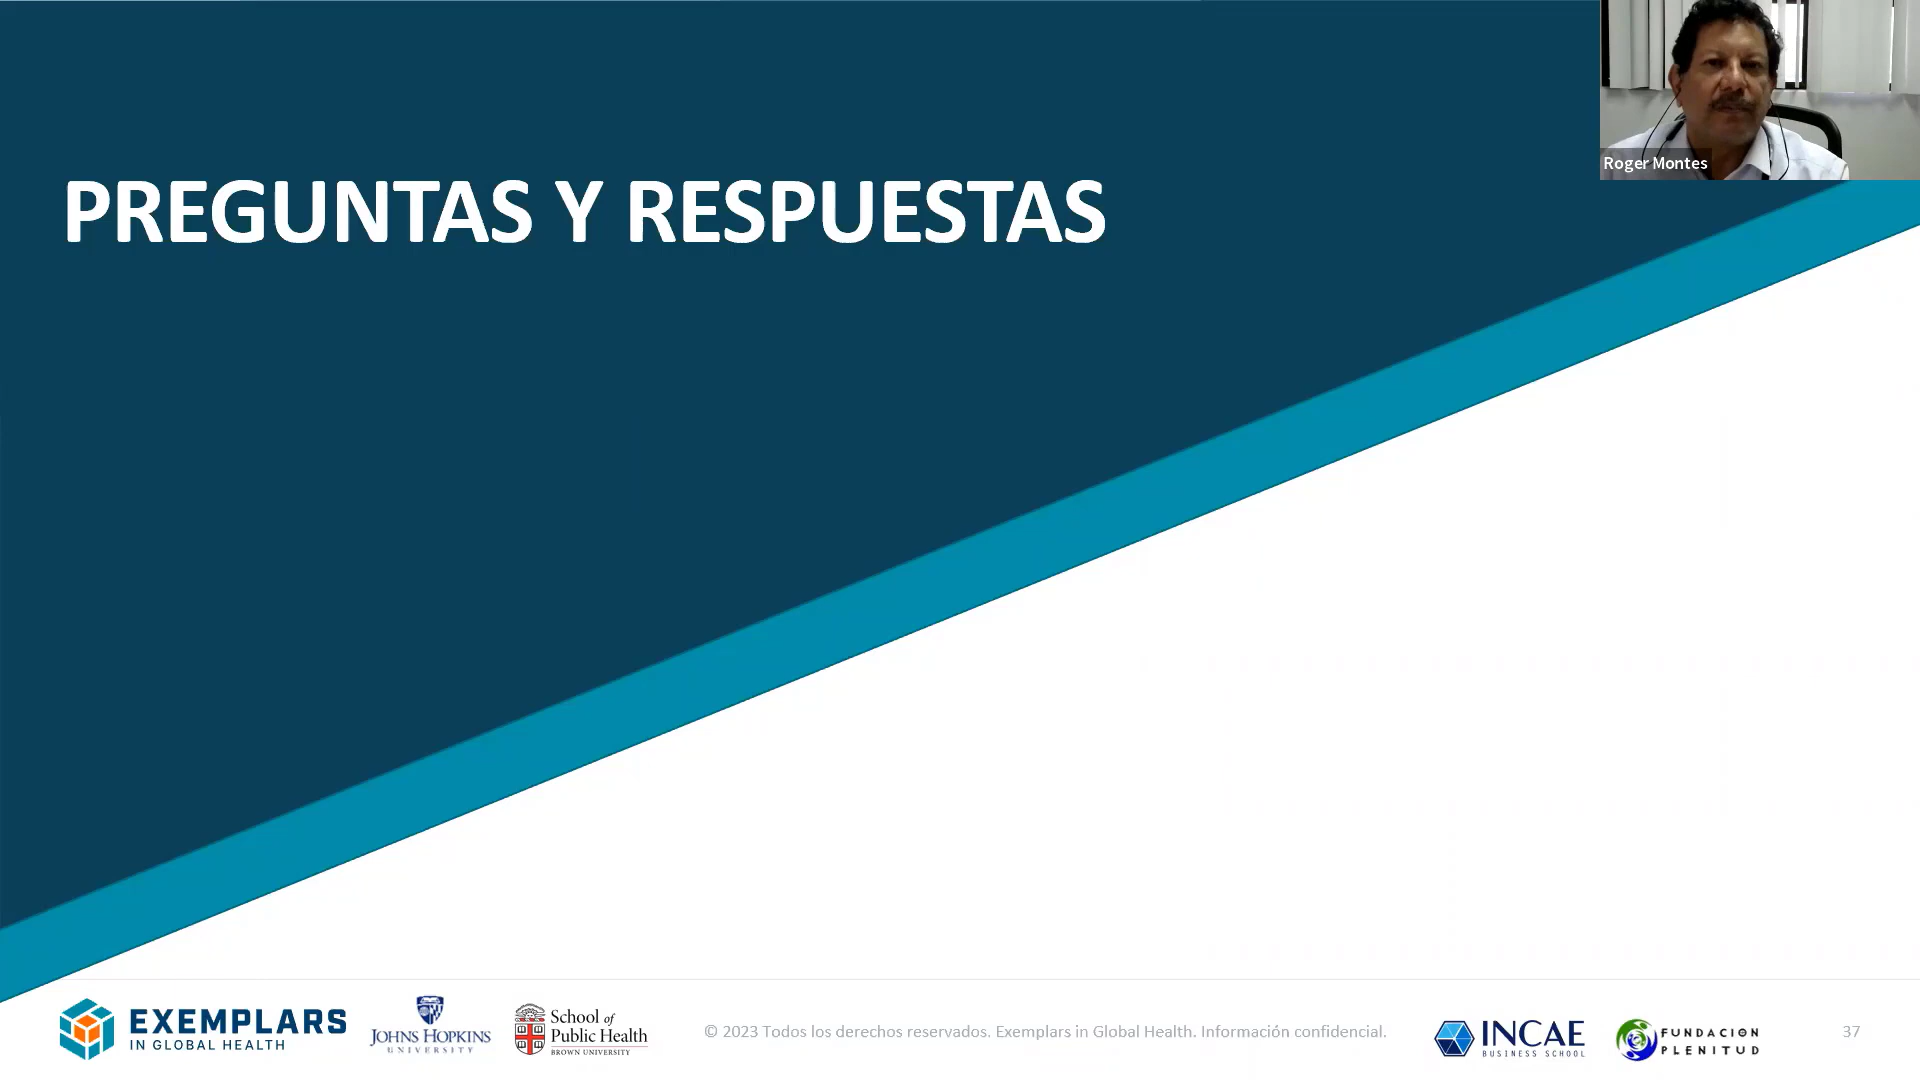 PREGUNTAS Y RESPUESTAS
Roger Montes
EXEMPLARS
IN GLOBAL HEALTH
JOHNS HOPKINS
UNIVERSITY
School of
Public Health
BROWN UNIVERSITY
© 2023 Todos los derechos reservados. Exemplars in Global Health. Información confidencial.
INCAE
BUSINESS SCHOOL
FUNDACION
PLENITUD
37